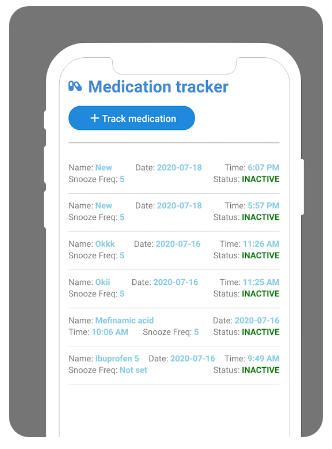 Medication tracker
+ Track medication
Name: New Date: 2020-07-18 Time: 6:07 PM
Snooze Freq: 5 Status: INACTIVE
Name: New Date: 2020-07-18 Time: 5:57 PM
Snooze Freq: 5 Status: INACTIVE
Name: Okkk Date: 2020-07-16 Time: 11:26 AM
Snooze Freq: 5 Status: INACTIVE
Name: Okii Date: 2020-07-16 Time: 11:25 AM
Snooze Freq: 5 Status: INACTIVE
Name: Mefinamic acid Date: 2020-07-16
Time: 10:06 AM Snooze Freq: 5 Status: INACTIVE
Name: Ibuprofen 5 Date: 2020-07-16 Time: 9:49 AM
Snooze Freq: Not set Status: INACTIVE